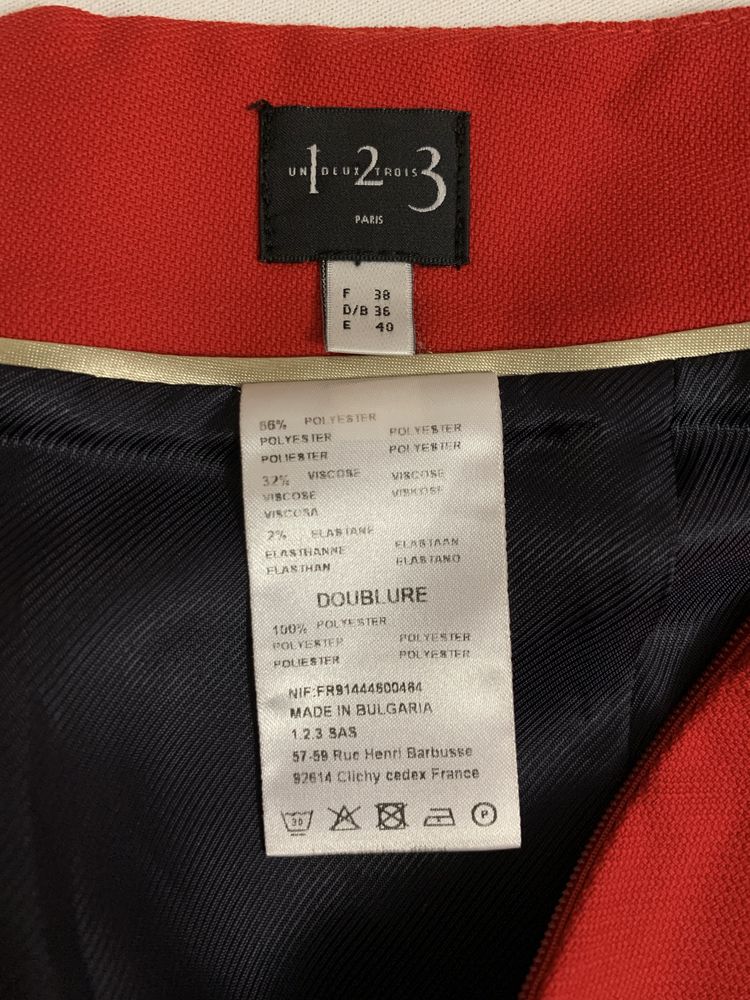 UN 1 DEUX 2 TROIS 3
PARIS
F 38
D/B 36
E 40
66% POLYESTER
POLYESTER POLYESTER
POLIESTER POLYESTER
32% VISCOSE VISCOSE
VISCOSE VISKOSE
VISCOSA
2% ELASTANE
ELASTHANNE ELASTAAN
ELASTHAN ELASTANO
DOUBLURE
100% POLYESTER
POLYESTER POLYESTER
POLIESTER POLYESTER
NIF:FR91444600464
MADE IN BULGARIA
1.2.3 SAS
57-59 Rue Henri Barbusse
92614 Clichy cedex France
30
P